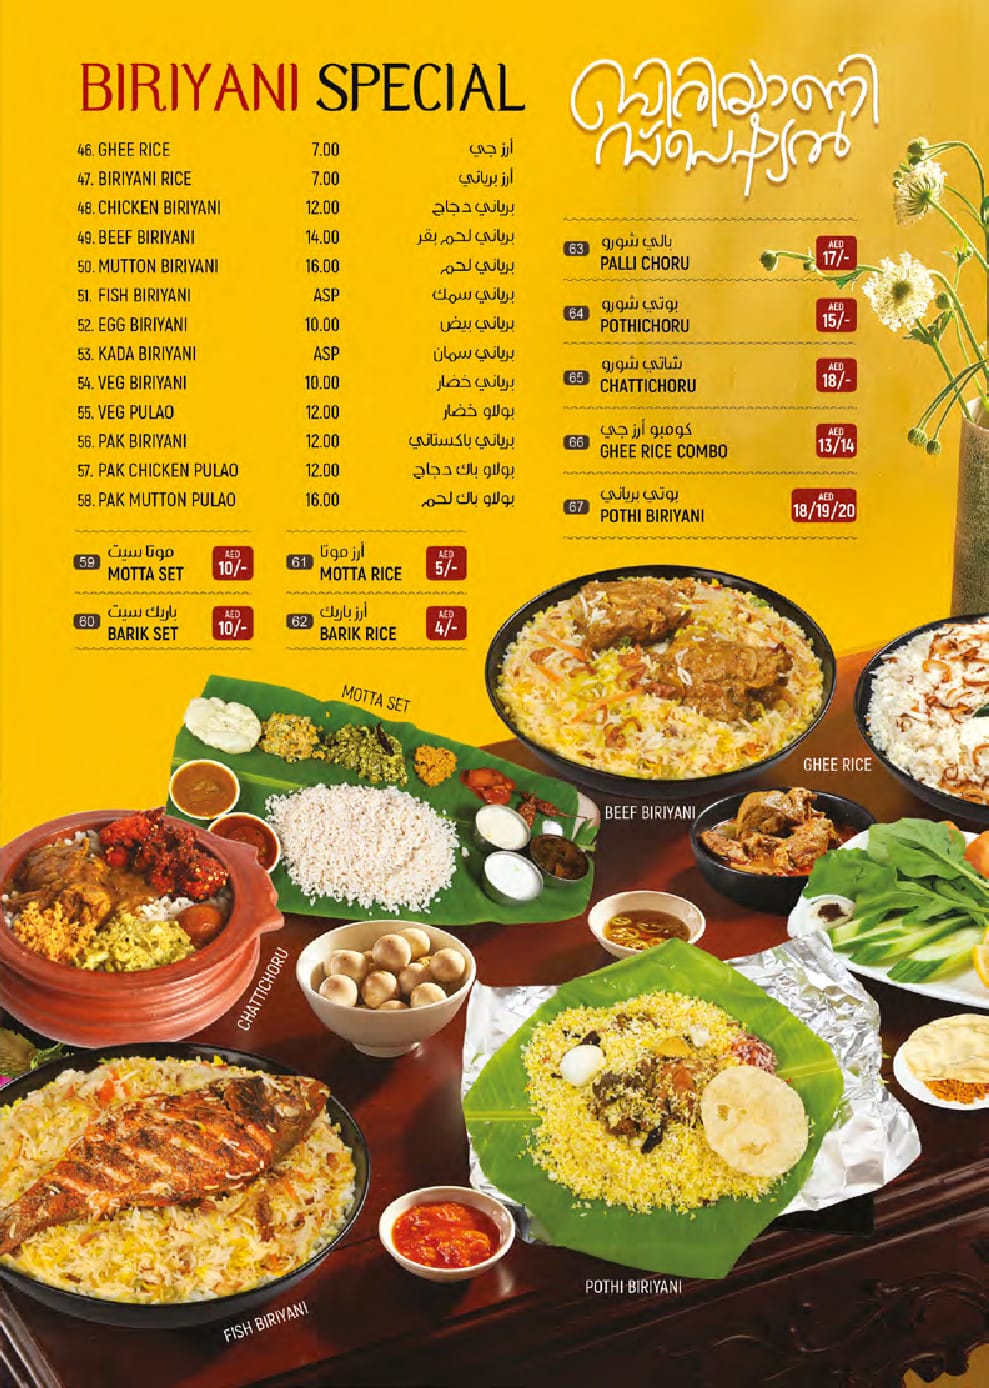 BIRIYANI SPECIAL
ബിരിയാണി
സ്പെഷ്യൽ
46. GHEE RICE 7.00 أرز جي
47. BIRIYANI RICE 7.00 أرز برياني
48. CHICKEN BIRIYANI 12.00 برياني دجاج
49. BEEF BIRIYANI 14.00 برياني لحم بقر
50. MUTTON BIRIYANI 16.00 برياني لحم
51. FISH BIRIYANI ASP برياني سمك
52. EGG BIRIYANI 10.00 برياني بيض
53. KADA BIRIYANI ASP برياني سمان
54. VEG BIRIYANI 10.00 برياني خضار
55. VEG PULAO 12.00 بولاو خضار
56. PAK BIRIYANI 12.00 برياني باكستاني
57. PAK CHICKEN PULAO 12.00 بولاو باك دجاج
58. PAK MUTTON PULAO 16.00 بولاو باك لحم
59 موتا سيت AED
MOTTA SET 10/-
60 باريك سيت AED
BARIK SET 10/-
61 أرز موتا AED
MOTTA RICE 5/-
62 أرز باريك AED
BARIK RICE 4/-
63 بالي شورو AED
PALLI CHORU 17/-
64 بوتي شورو AED
POTHICHORU 15/-
65 شاتي شورو AED
CHATTICHORU 18/-
66 كومبو أرز جي AED
GHEE RICE COMBO 13/14
67 بوتي برياني AED
POTHI BIRIYANI 18/19/20
MOTTA SET
GHEE RICE
BEEF BIRIYANI
CHATTICHORU
POTHI BIRIYANI
FISH BIRIYANI